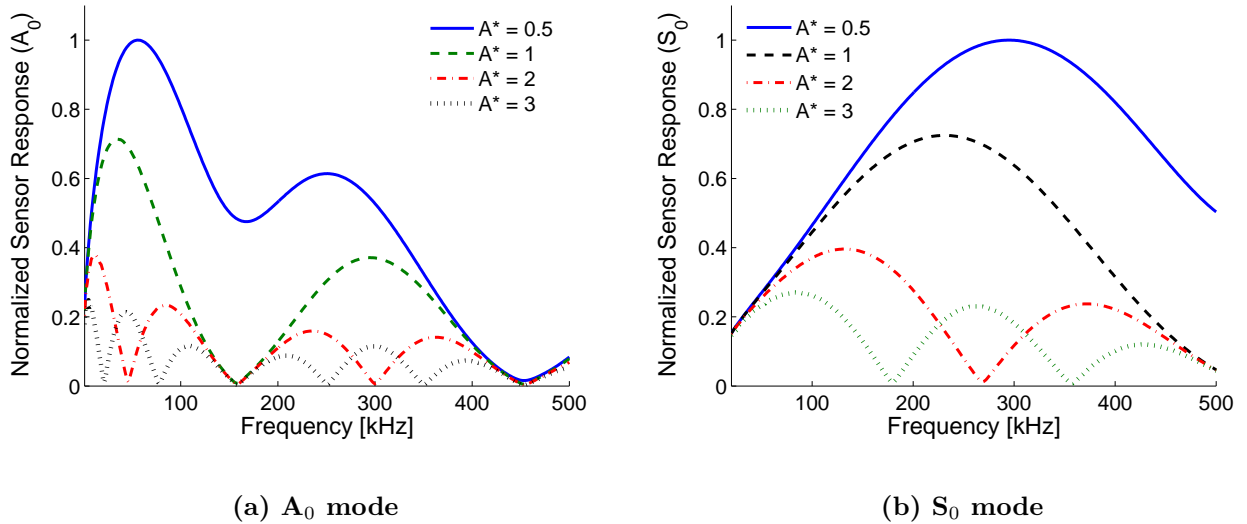 Normalized Sensor Response (A0)
1
0.8
0.6
0.4
0.2
0
100
200
300
400
500
Frequency [kHz]
A* = 0.5
A* = 1
A* = 2
A* = 3
(a) A0 mode
Normalized Sensor Response (S0)
1
0.8
0.6
0.4
0.2
0
100
200
300
400
500
Frequency [kHz]
A* = 0.5
A* = 1
A* = 2
A* = 3
(b) S0 mode